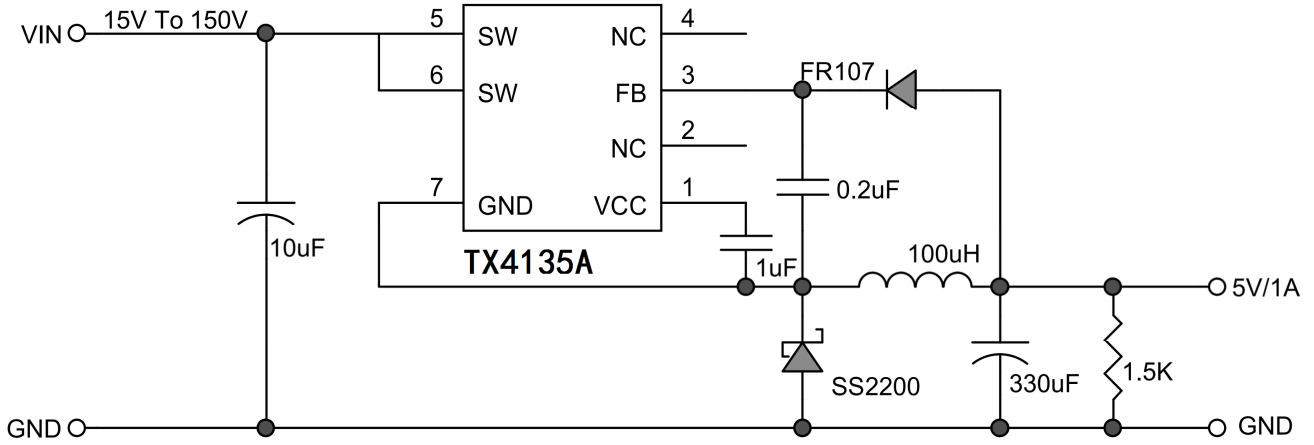 VIN
15V To 150V
5
SW
NC
4
6
SW
FB
3
FR107
NC
2
7
GND
VCC
1
0.2uF
10uF
TX4135A
1uF
100uH
5V/1A
SS2200
330uF
1.5K
GND
GND